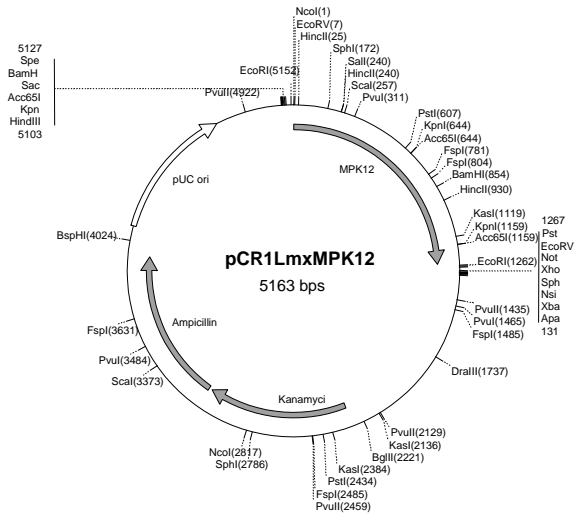 NcoI(1)
EcoRV(7)
HincII(25)
SphI(172)
SalI(240)
HincII(240)
ScaI(257)
PvuI(311)
PstI(607)
KpnI(644)
Acc65I(644)
FspI(781)
FspI(804)
BamHI(854)
HincII(930)
KasI(1119)
KpnI(1159)
Acc65I(1159)
EcoRI(1262)
1267
Pst
EcoRV
Not
Xho
Sph
Nsi
Xba
Apa
131
PvuII(1435)
PvuI(1465)
FspI(1485)
DraIII(1737)
PvuII(2129)
KasI(2136)
BglII(2221)
KasI(2384)
PstI(2434)
FspI(2485)
PvuII(2459)
SphI(2786)
NcoI(2817)
ScaI(3373)
PvuI(3484)
FspI(3631)
BspHI(4024)
PvuII(4922)
EcoRI(5152)
5127
Spe
BamH
Sac
Acc65I
Kpn
HindIII
5103
MPK12
pUC ori
pCR1LmxMPK12
5163 bps
Ampicillin
Kanamyci